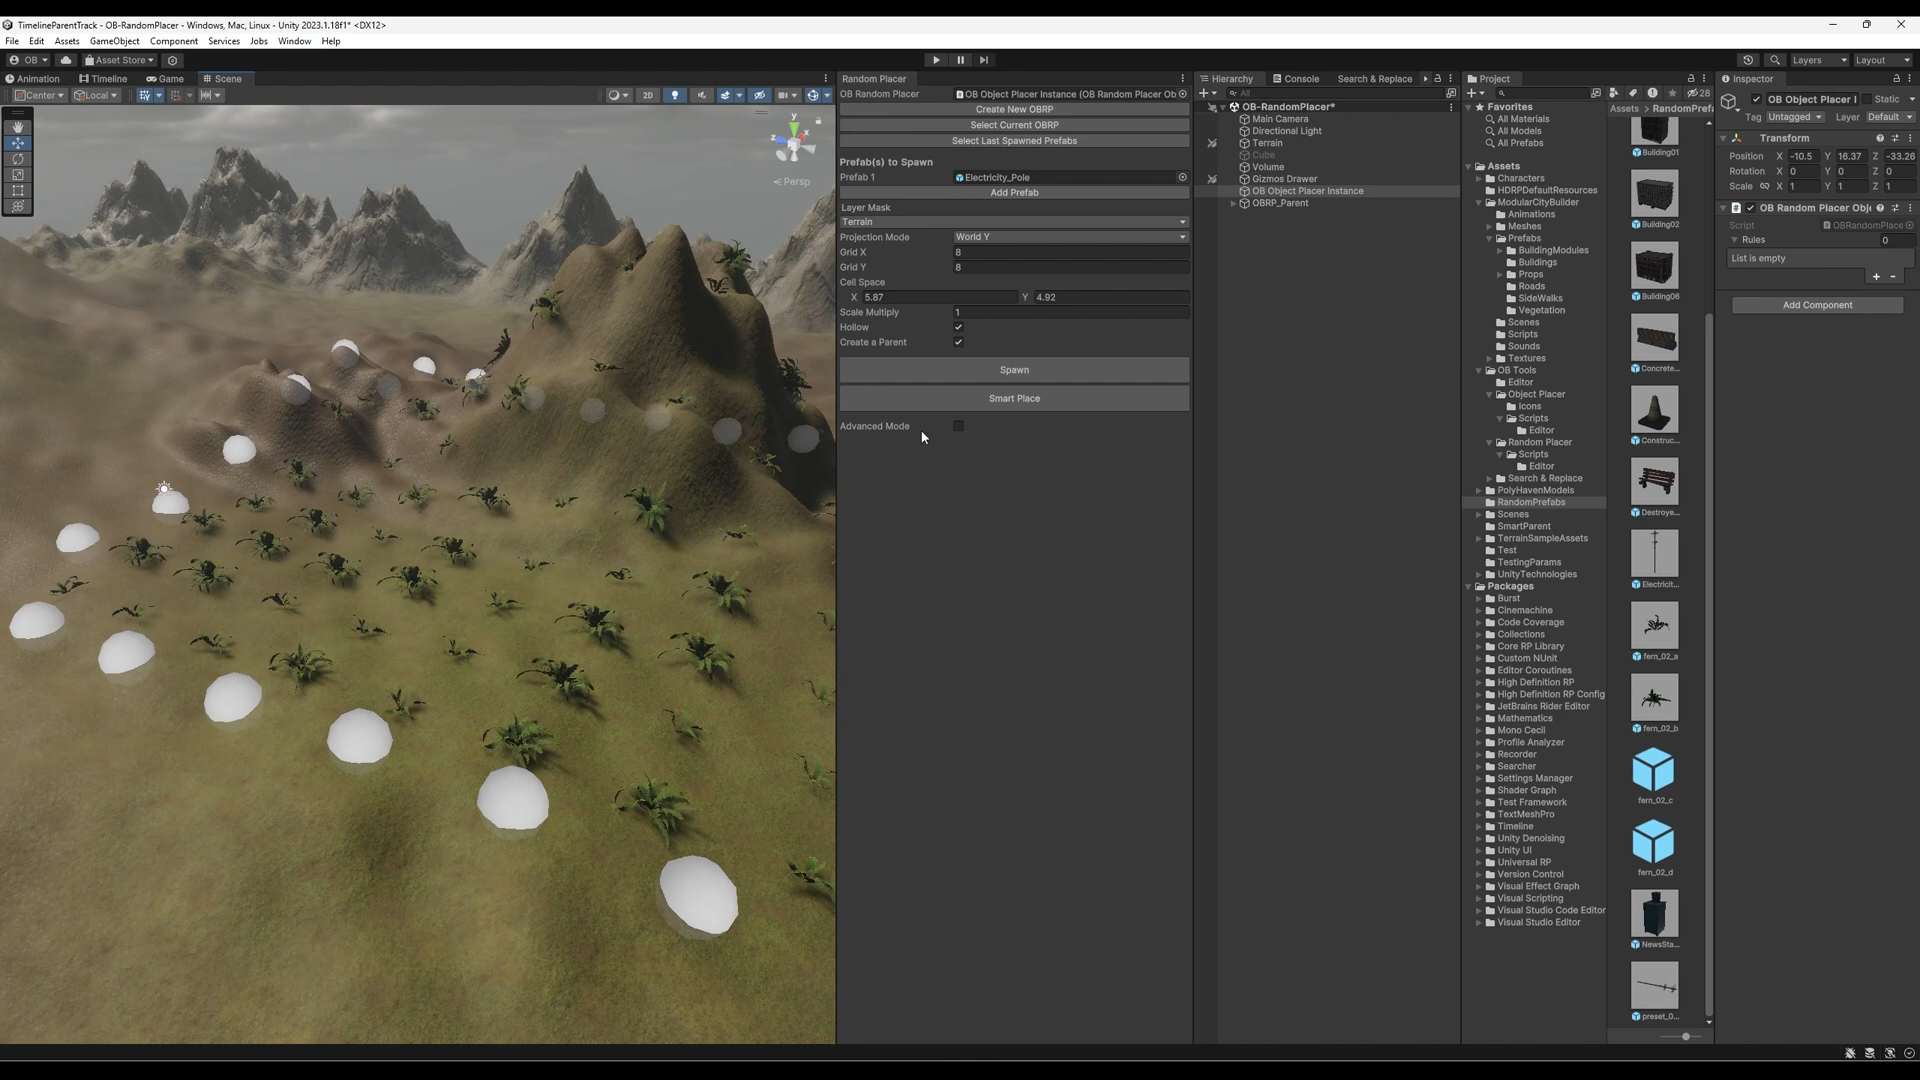 TimelineParentTrack - OB-RandomPlacer - Windows, Mac, Linux - Unity 2023.1.18f1* <DX12>
File Edit Assets GameObject Component Services Jobs Window Help
OB Asset Store Layers Layout
Animation Timeline Game Scene
Center Local 2D
y
z
Persp
Random Placer
OB Random Placer OB Object Placer Instance (OB Random Placer Ob
Create New OBRP
Select Current OBRP
Select Last Spawned Prefabs
Prefab(s) to Spawn
Prefab 1 Electricity_Pole
Add Prefab
Layer Mask
Terrain
Projection Mode World Y
Grid X 8
Grid Y 8
Cell Space
X 5.87 Y 4.92
Scale Multiply 1
Hollow
Create a Parent
Spawn
Smart Place
Advanced Mode
Hierarchy Console Search & Replace
All
OB-RandomPlacer*
Main Camera
Directional Light
Terrain
Cube
Volume
Gizmos Drawer
OB Object Placer Instance
OBRP_Parent
Project
28
Favorites
All Materials
All Models
All Prefabs
Assets
Characters
HDRPDefaultResources
ModularCityBuilder
Animations
Meshes
Prefabs
BuildingModules
Buildings
Props
Roads
SideWalks
Vegetation
Scenes
Scripts
Sounds
Textures
OB Tools
Editor
Object Placer
Icons
Scripts
Editor
Random Placer
Scripts
Editor
Search & Replace
PolyHavenModels
RandomPrefabs
Scenes
SmartParent
TerrainSampleAssets
Test
TestingParams
UnityTechnologies
Packages
Burst
Cinemachine
Code Coverage
Collections
Core RP Library
Custom NUnit
Editor Coroutines
High Definition RP
High Definition RP Config
JetBrains Rider Editor
Mathematics
Mono Cecil
Profile Analyzer
Recorder
Searcher
Settings Manager
Shader Graph
Test Framework
TextMeshPro
Timeline
Unity Denoising
Unity UI
Universal RP
Version Control
Visual Effect Graph
Visual Scripting
Visual Studio Code Editor
Visual Studio Editor
Assets RandomPrefa
Building01
Building02
Building06
Concrete...
Construc...
Destroye...
Electricit...
fern_02_a
fern_02_b
fern_02_c
fern_02_d
NewsSta...
preset_0...
Inspector
OB Object Placer I Static
Tag Untagged Layer Default
Transform
Position X -10.5 Y 16.37 Z -33.26
Rotation X 0 Y 0 Z 0
Scale X 1 Y 1 Z 1
OB Random Placer Obje
Script OBRandomPlace
Rules 0
List is empty
+ -
Add Component